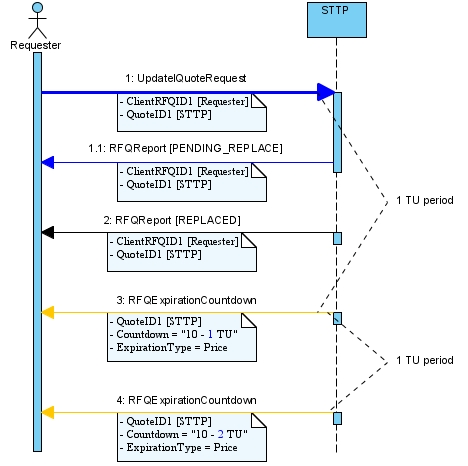 STTP
Requester
1: UpdateIQuoteRequest
- ClientRFQID1 [Requester]
- QuoteID1 [STTP]
1.1: RFQReport [PENDING_REPLACE]
- ClientRFQID1 [Requester]
- QuoteID1 [STTP]
1 TU period
2: RFQReport [REPLACED]
- ClientRFQID1 [Requester]
- QuoteID1 [STTP]
3: RFQExpirationCountdown
- QuoteID1 [STTP]
- Countdown = "10 - 1 TU"
- ExpirationType = Price
1 TU period
4: RFQExpirationCountdown
- QuoteID1 [STTP]
- Countdown = "10 - 2 TU"
- ExpirationType = Price